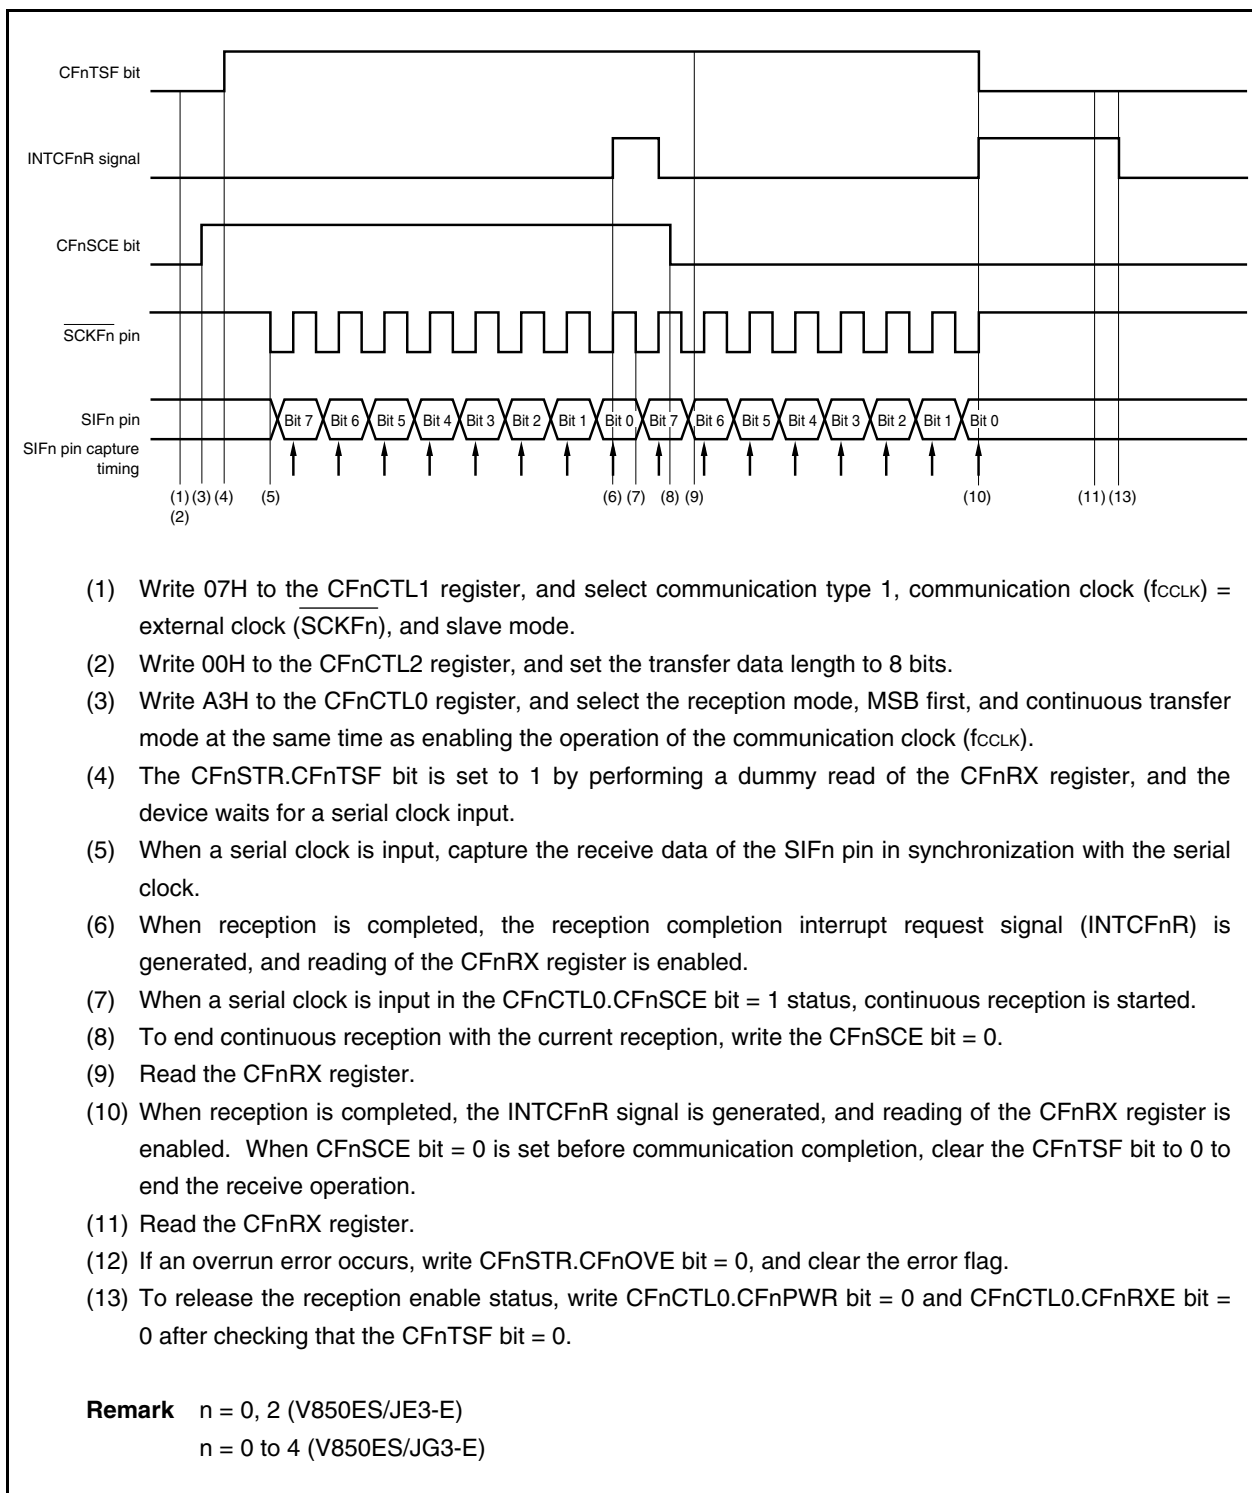 CFnTSF bit
INTCFnR signal
CFnSCE bit
SCKFn pin
SIFn pin
Bit 7 Bit 6 Bit 5 Bit 4 Bit 3 Bit 2 Bit 1 Bit 0 Bit 7 Bit 6 Bit 5 Bit 4 Bit 3 Bit 2 Bit 1 Bit 0
SIFn pin capture
timing
(1) (3) (4) (5) (6) (7) (8) (9) (10) (11) (13)
(2)
(1) Write 07H to the CFnCTL1 register, and select communication type 1, communication clock (fCCLK) =
external clock (SCKFn), and slave mode.
(2) Write 00H to the CFnCTL2 register, and set the transfer data length to 8 bits.
(3) Write A3H to the CFnCTL0 register, and select the reception mode, MSB first, and continuous transfer
mode at the same time as enabling the operation of the communication clock (fCCLK).
(4) The CFnSTR.CFnTSF bit is set to 1 by performing a dummy read of the CFnRX register, and the
device waits for a serial clock input.
(5) When a serial clock is input, capture the receive data of the SIFn pin in synchronization with the serial
clock.
(6) When reception is completed, the reception completion interrupt request signal (INTCFnR) is
generated, and reading of the CFnRX register is enabled.
(7) When a serial clock is input in the CFnCTL0.CFnSCE bit = 1 status, continuous reception is started.
(8) To end continuous reception with the current reception, write the CFnSCE bit = 0.
(9) Read the CFnRX register.
(10) When reception is completed, the INTCFnR signal is generated, and reading of the CFnRX register is
enabled. When CFnSCE bit = 0 is set before communication completion, clear the CFnTSF bit to 0 to
end the receive operation.
(11) Read the CFnRX register.
(12) If an overrun error occurs, write CFnSTR.CFnOVE bit = 0, and clear the error flag.
(13) To release the reception enable status, write CFnCTL0.CFnPWR bit = 0 and CFnCTL0.CFnRXE bit =
0 after checking that the CFnTSF bit = 0.
Remark n = 0, 2 (V850ES/JE3-E)
n = 0 to 4 (V850ES/JG3-E)